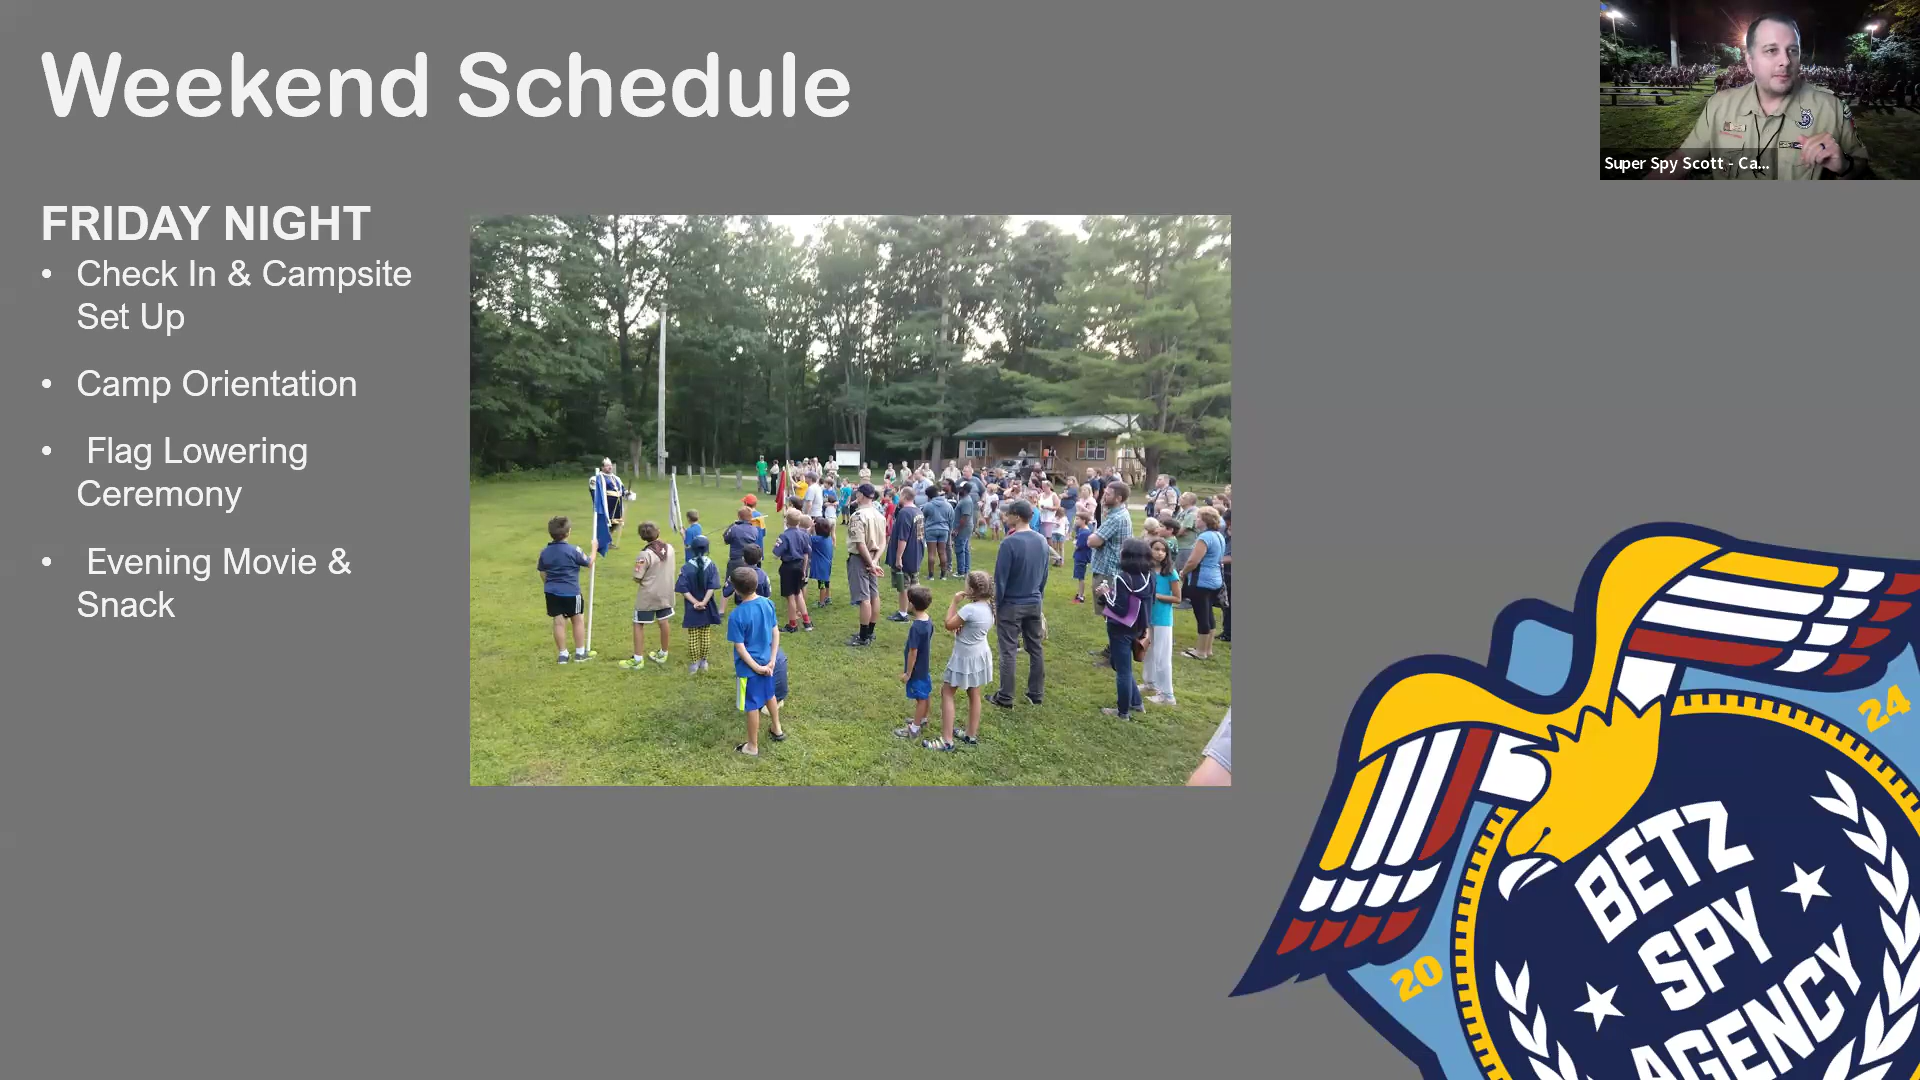 Weekend Schedule
Super Spy Scott - Ca...
FRIDAY NIGHT
• Check In & Campsite
Set Up
• Camp Orientation
• Flag Lowering
Ceremony
• Evening Movie &
Snack
24
BETZ
SPY
20
AGENCY